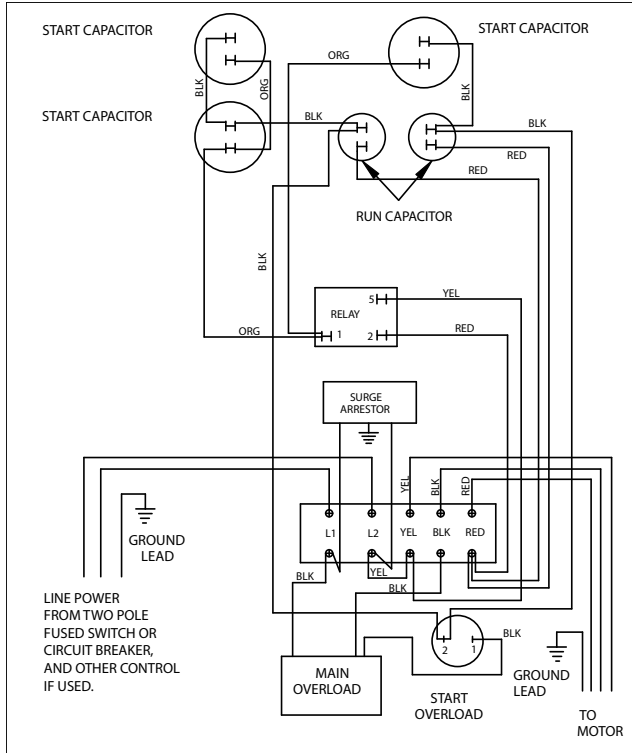 START CAPACITOR
START CAPACITOR
ORG
BLK
ORG
BLK
START CAPACITOR
BLK
BLK
RED
RED
RUN CAPACITOR
BLK
5
YEL
RELAY
ORG
1
2
RED
SURGE
ARRESTOR
YEL
BLK
RED
L1
L2
YEL
BLK
RED
GROUND
LEAD
BLK
YEL
BLK
LINE POWER
FROM TWO POLE
FUSED SWITCH OR
CIRCUIT BREAKER,
AND OTHER CONTROL
IF USED.
2
1
BLK
MAIN
OVERLOAD
START
OVERLOAD
GROUND
LEAD
TO
MOTOR